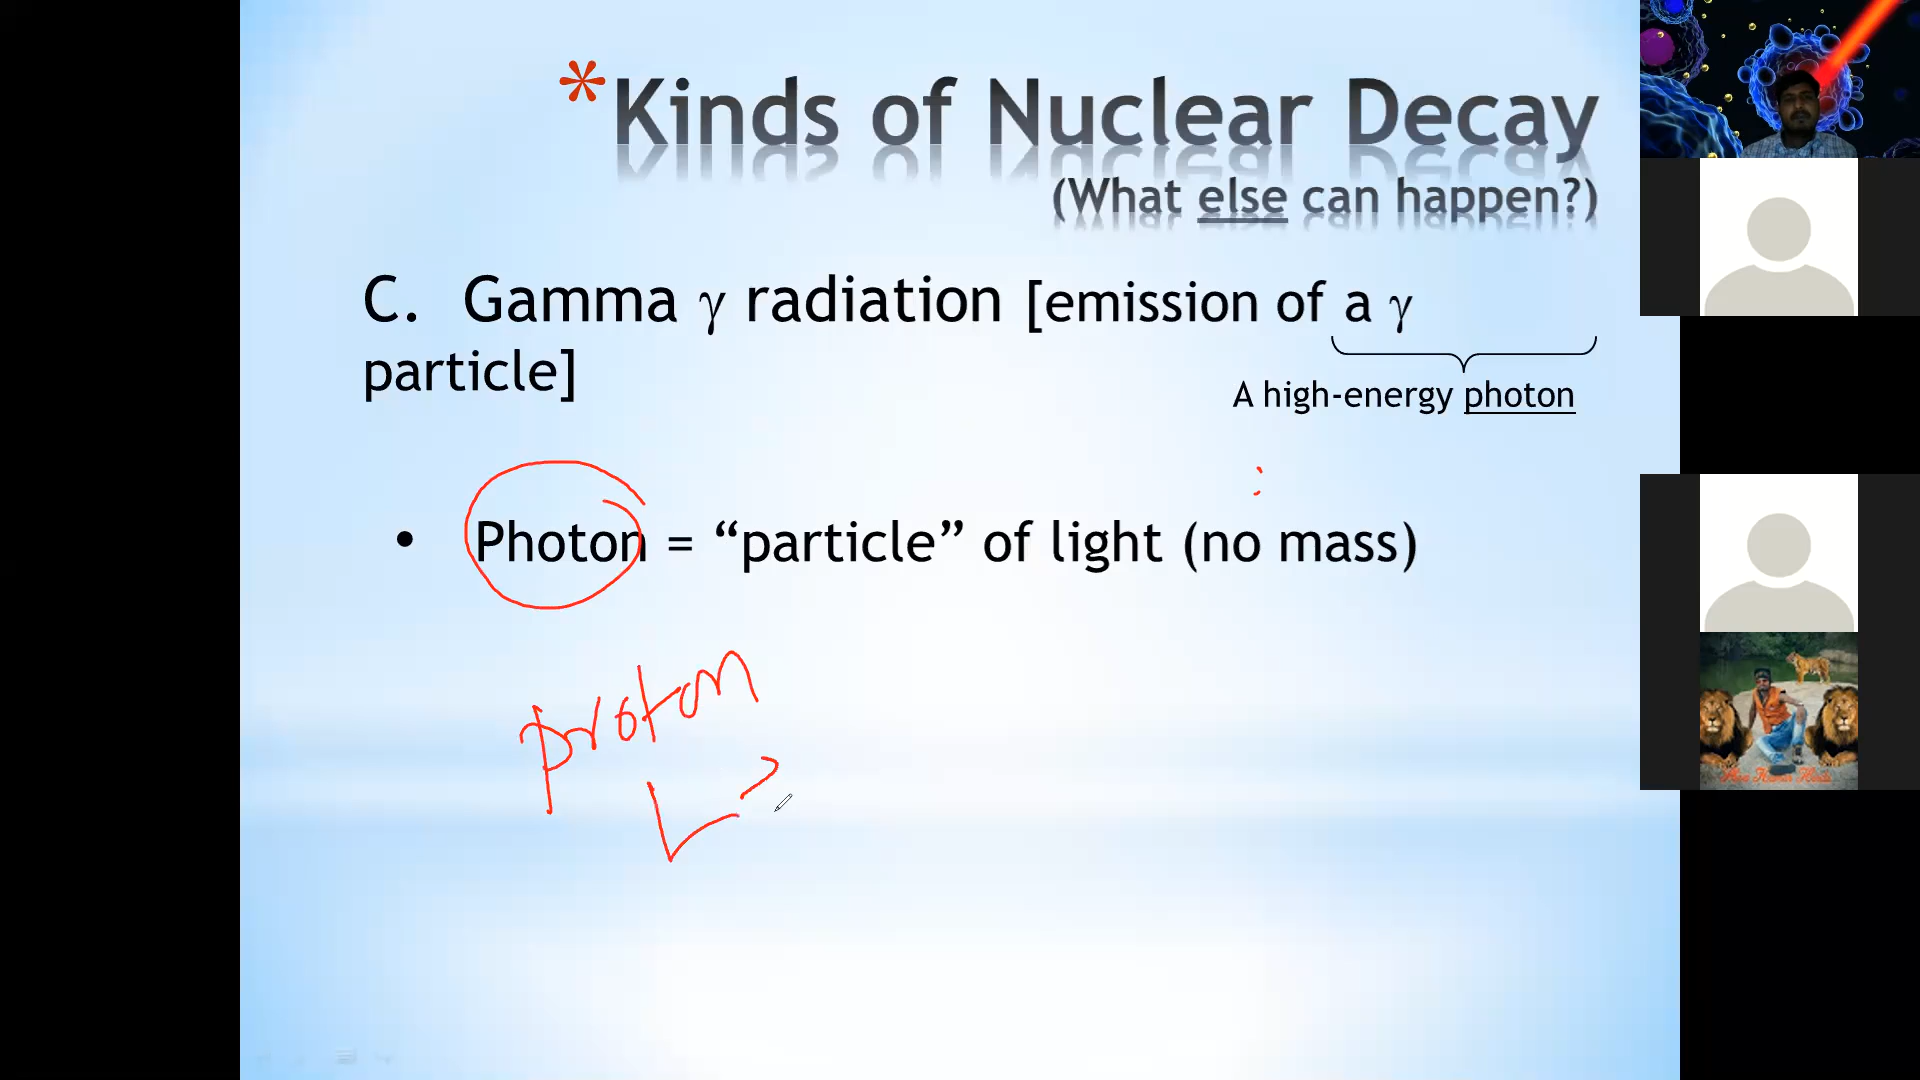 *Kinds of Nuclear Decay
(What else can happen?)
C. Gamma γ radiation [emission of a γ
particle]
A high-energy photon
• Photon = “particle” of light (no mass)
proton